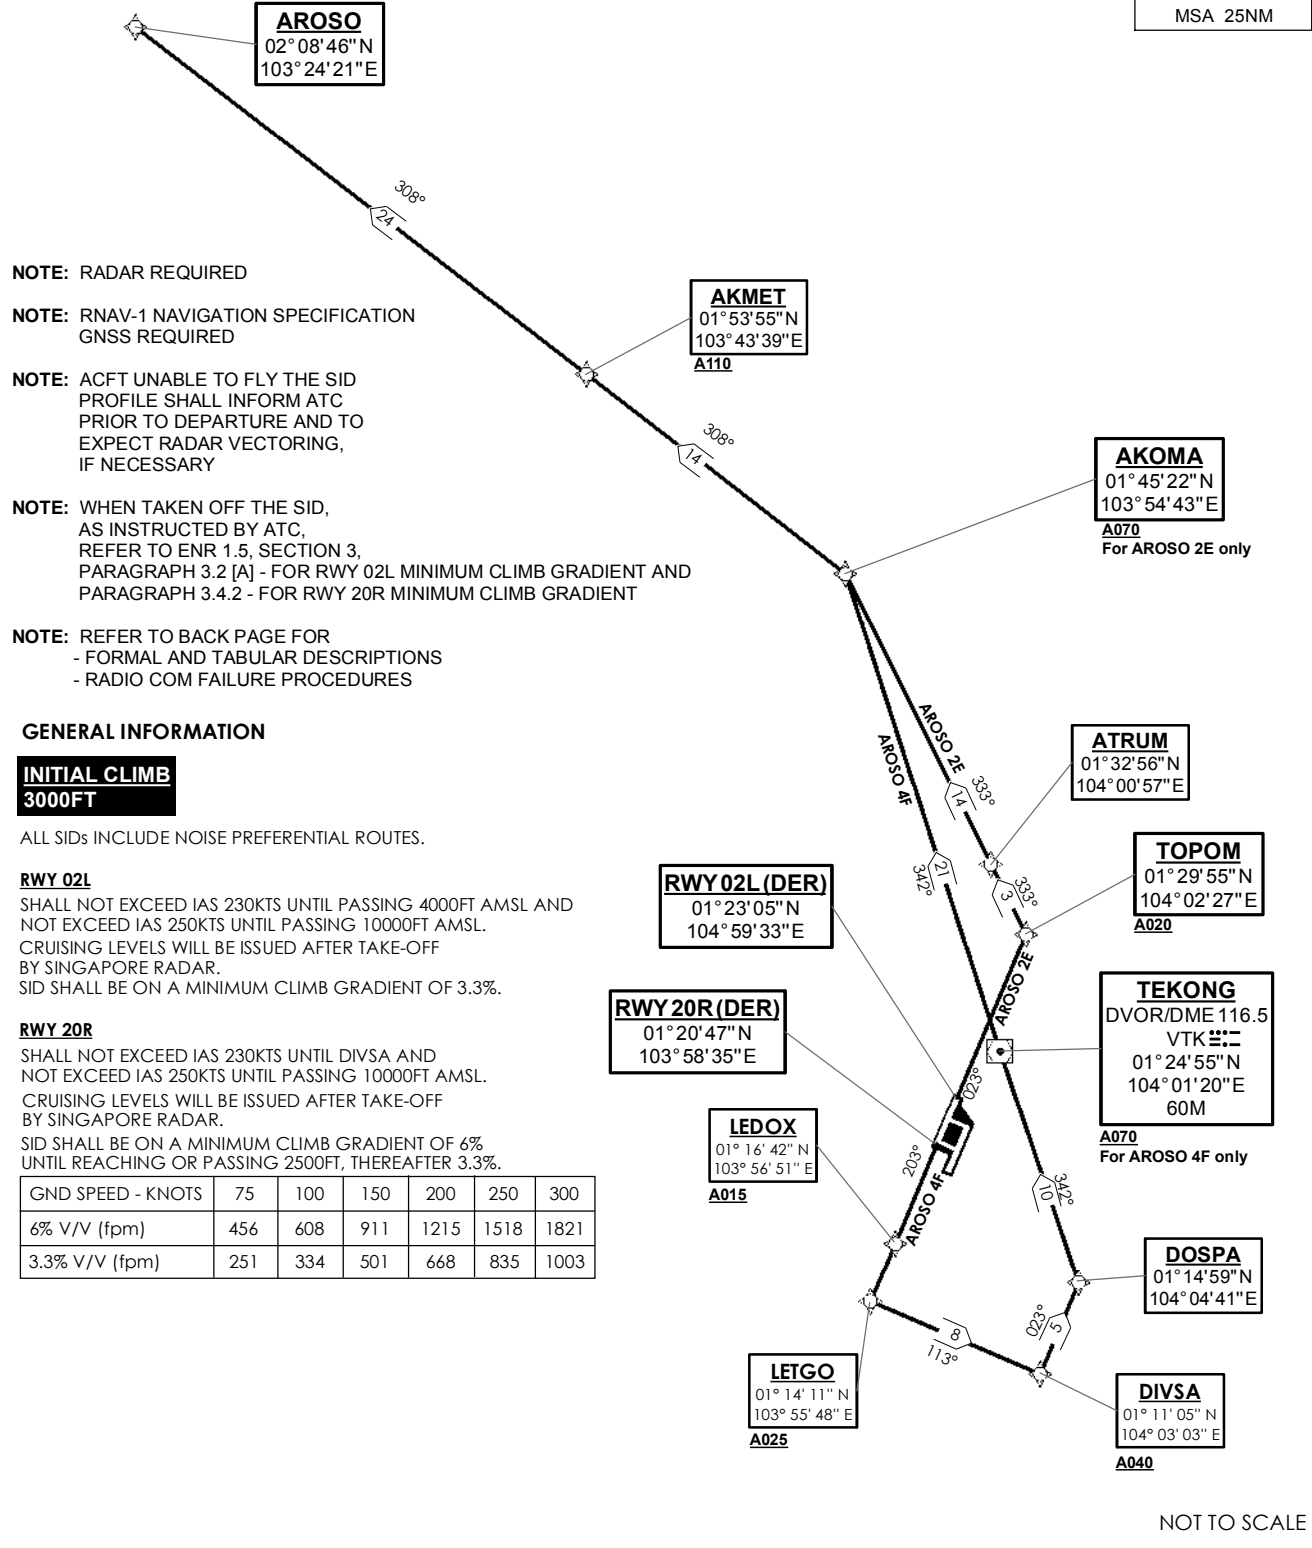 MSA 25NM
AROSO
02°08'46"N
103°24'21"E
308°
24
NOTE: RADAR REQUIRED
NOTE: RNAV-1 NAVIGATION SPECIFICATION
GNSS REQUIRED
NOTE: ACFT UNABLE TO FLY THE SID
PROFILE SHALL INFORM ATC
PRIOR TO DEPARTURE AND TO
EXPECT RADAR VECTORING,
IF NECESSARY
NOTE: WHEN TAKEN OFF THE SID,
AS INSTRUCTED BY ATC,
REFER TO ENR 1.5, SECTION 3,
PARAGRAPH 3.2 [A] - FOR RWY 02L MINIMUM CLIMB GRADIENT AND
PARAGRAPH 3.4.2 - FOR RWY 20R MINIMUM CLIMB GRADIENT
NOTE: REFER TO BACK PAGE FOR
- FORMAL AND TABULAR DESCRIPTIONS
- RADIO COM FAILURE PROCEDURES
AKMET
01°53'55"N
103°43'39"E
A110
308°
14
AKOMA
01°45'22"N
103°54'43"E
A070
For AROSO 2E only
GENERAL INFORMATION
INITIAL CLIMB
3000FT
ALL SIDs INCLUDE NOISE PREFERENTIAL ROUTES.
RWY 02L
SHALL NOT EXCEED IAS 230KTS UNTIL PASSING 4000FT AMSL AND
NOT EXCEED IAS 250KTS UNTIL PASSING 10000FT AMSL.
CRUISING LEVELS WILL BE ISSUED AFTER TAKE-OFF
BY SINGAPORE RADAR.
SID SHALL BE ON A MINIMUM CLIMB GRADIENT OF 3.3%.
RWY 20R
SHALL NOT EXCEED IAS 230KTS UNTIL DIVSA AND
NOT EXCEED IAS 250KTS UNTIL PASSING 10000FT AMSL.
CRUISING LEVELS WILL BE ISSUED AFTER TAKE-OFF
BY SINGAPORE RADAR.
SID SHALL BE ON A MINIMUM CLIMB GRADIENT OF 6%
UNTIL REACHING OR PASSING 2500FT, THEREAFTER 3.3%.
GND SPEED - KNOTS 75 100 150 200 250 300
6% V/V (fpm) 456 608 911 1215 1518 1821
3.3% V/V (fpm) 251 334 501 668 835 1003
AROSO 2E
AROSO 4F
333°
14
ATRUM
01°32'56"N
104°00'57"E
21
342°
333°
3
TOPOM
01°29'55"N
104°02'27"E
A020
RWY 02L (DER)
01°23'05"N
104°59'33"E
AROSO 2E
RWY 20R (DER)
01°20'47"N
103°58'35"E
TEKONG
DVOR/DME 116.5
VTK
01°24'55"N
104°01'20"E
60M
A070
For AROSO 4F only
023°
LEDOX
01° 16' 42" N
103° 56' 51" E
A015
203°
AROSO 4F
342°
10
DOSPA
01°14'59"N
104°04'41"E
023°
5
8
113°
LETGO
01° 14' 11" N
103° 55' 48" E
A025
DIVSA
01° 11' 05" N
104° 03' 03" E
A040
NOT TO SCALE